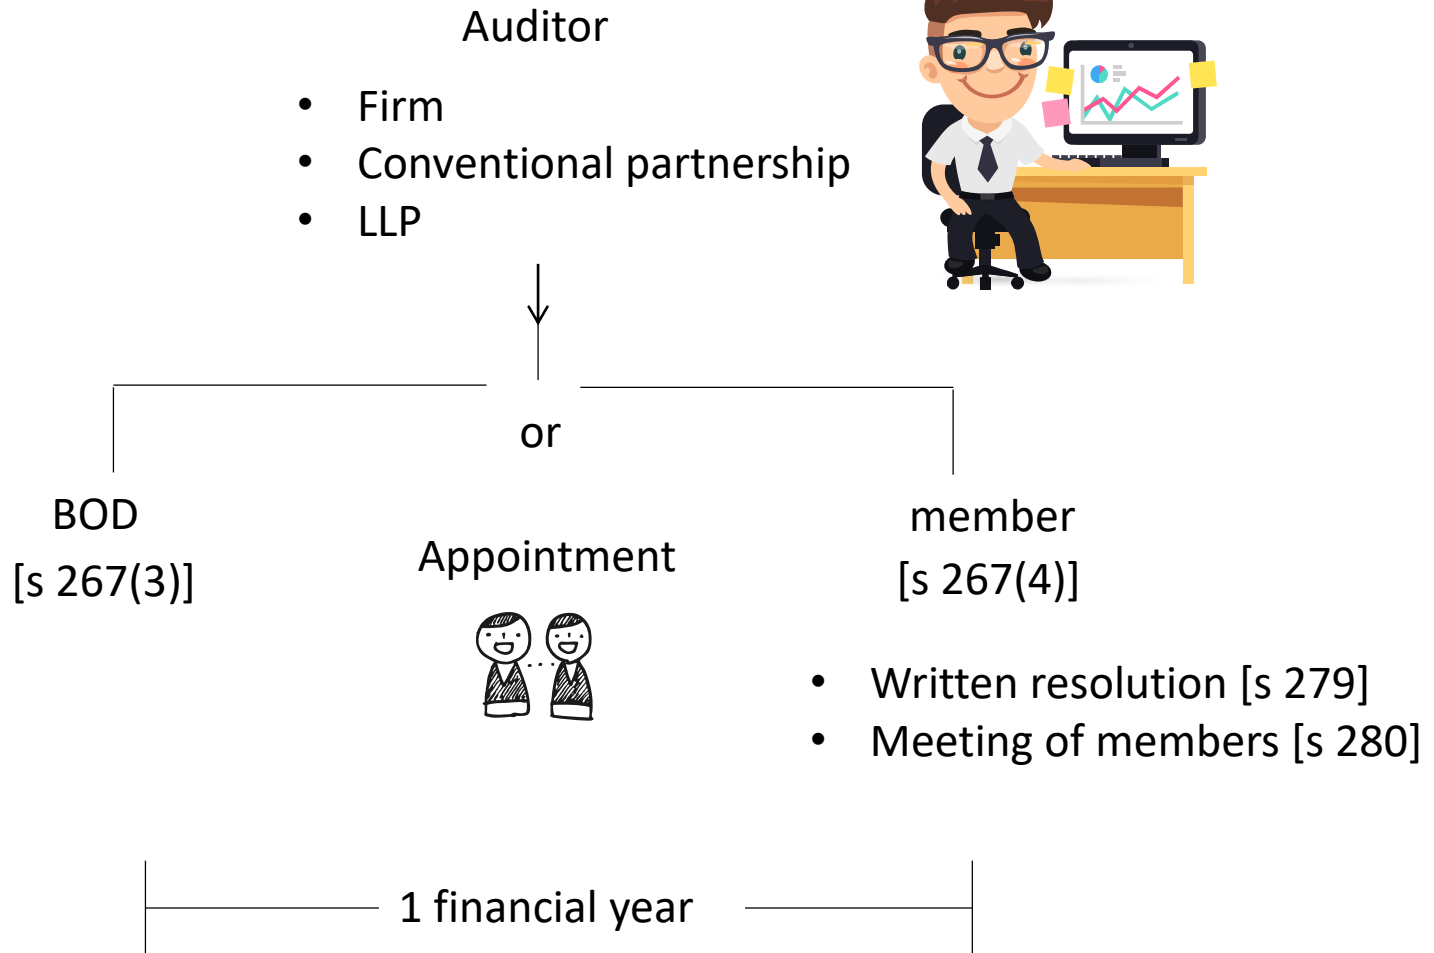 Auditor
• Firm
• Conventional partnership
• LLP
or
BOD
[s 267(3)]
Appointment
member
[s 267(4)]
• Written resolution [s 279]
• Meeting of members [s 280]
1 financial year